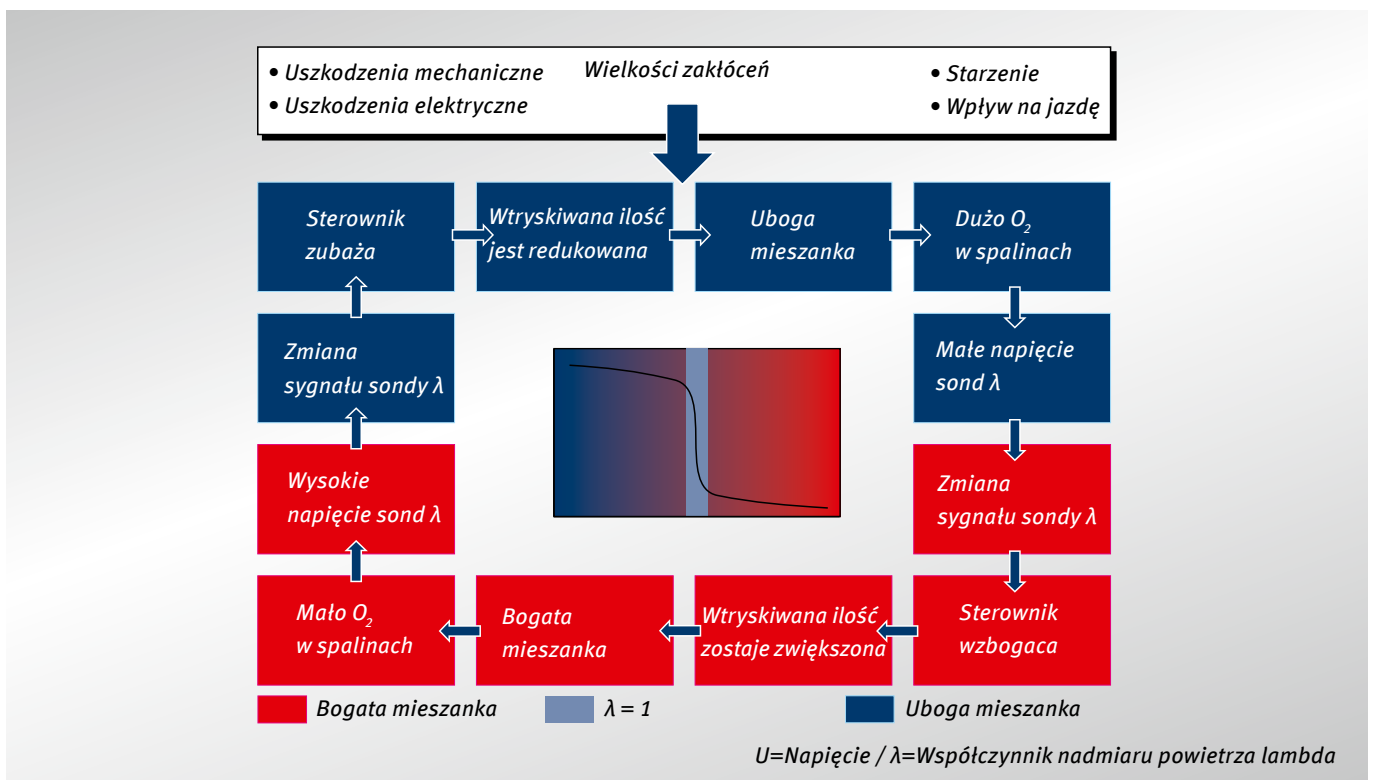 • Uszkodzenia mechaniczne
• Uszkodzenia elektryczne
Wielkości zakłóceń
• Starzenie
• Wpływ na jazdę
Sterownik
zubaża
Wtryskiwana ilość
jest redukowana
Uboga
mieszanka
Dużo O₂
w spalinach
Zmiana
sygnału sondy λ
Małe napięcie
sond λ
Wysokie
napięcie sond λ
Zmiana
sygnału sondy λ
Mało O₂
w spalinach
Bogata
mieszanka
Wtryskiwana ilość
zostaje zwiększona
Sterownik
wzbogaca
Bogata mieszanka
λ = 1
Uboga mieszanka
U=Napięcie / λ=Współczynnik nadmiaru powietrza lambda